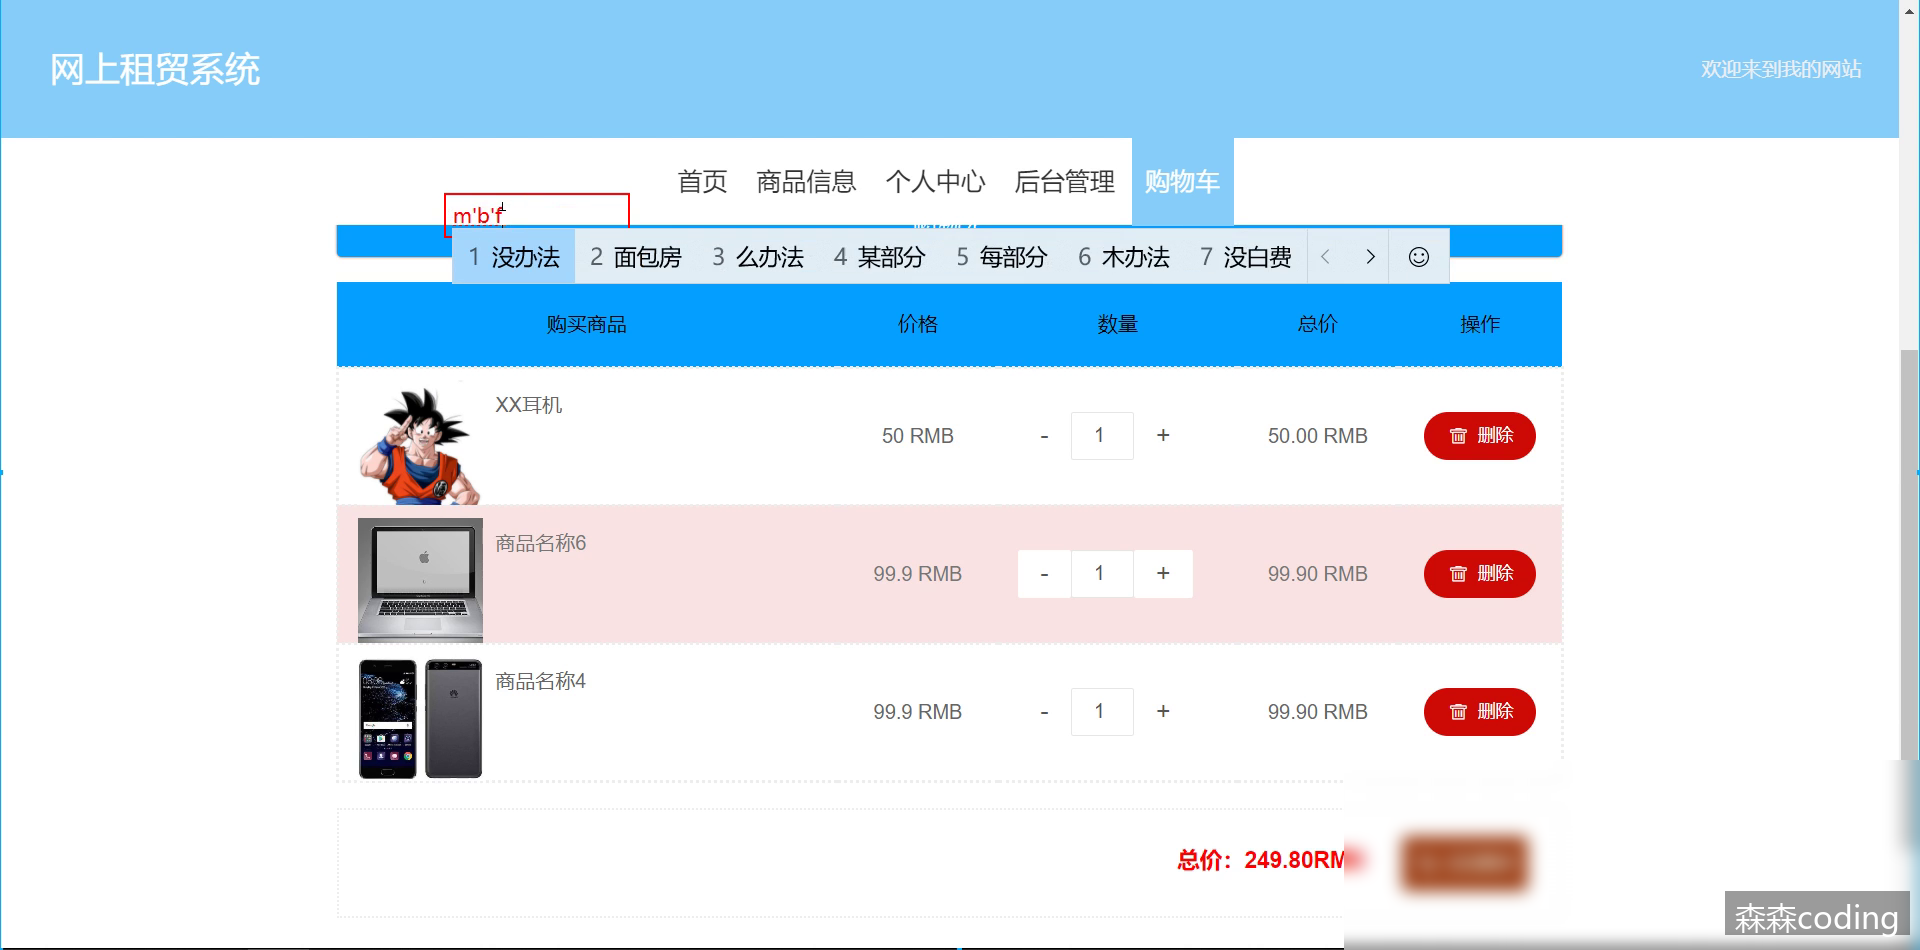 网上租贸系统
欢迎来到我的网站
首页 商品信息 个人中心 后台管理 购物车
m'b'f
1 没办法 2 面包房 3 么办法 4 某部分 5 每部分 6 木办法 7 没白费
购买商品 价格 数量 总价 操作
XX耳机
50 RMB - 1 + 50.00 RMB 删除
商品名称6
99.9 RMB - 1 + 99.90 RMB 删除
商品名称4
99.9 RMB - 1 + 99.90 RMB 删除
总价：249.80RM
森森coding